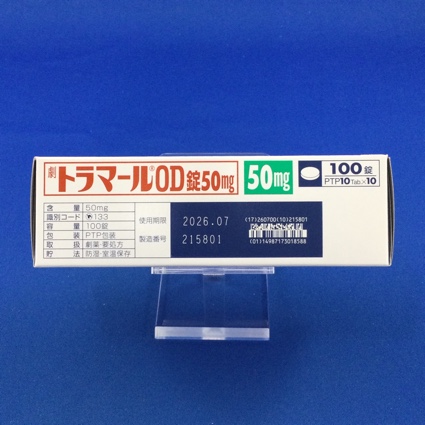 劇 トラマール®OD錠50mg
50mg
100錠
PTP10Tab.×10
含量 50mg
識別コード 133
容量 100錠
包装 PTP包装
取扱 劇薬・要処方
貯法 防湿・室温保存
使用期限 2026.07
製造番号 215801
(17)260700(10)215801
(01)14987173018588